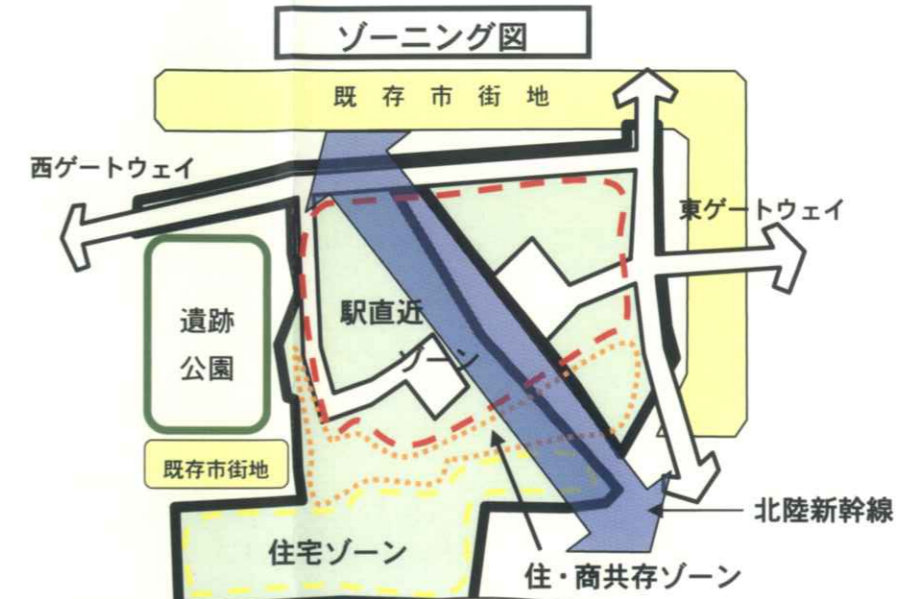 ゾーニング図
既存市街地
西ゲートウェイ
東ゲートウェイ
遺跡
公園
駅直近
ゾーン
既存市街地
北陸新幹線
住宅ゾーン
住・商共存ゾーン